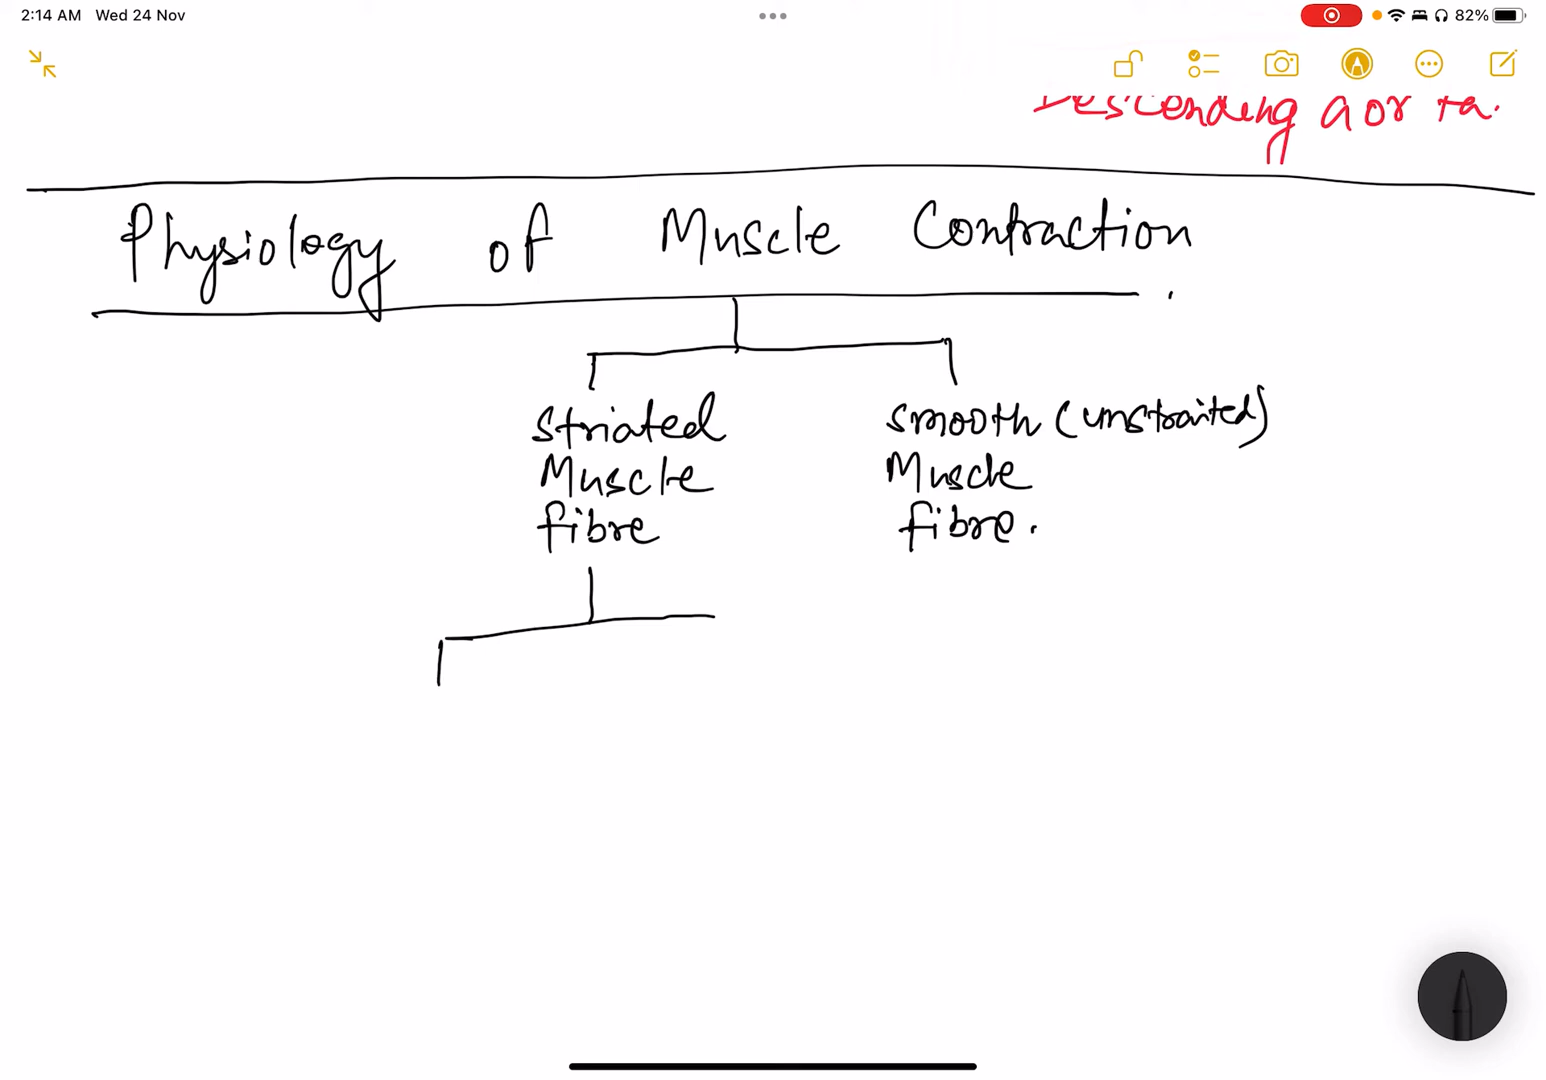 2:14 AM Wed 24 Nov
82%
Descending aorta.
Physiology of Muscle Contraction
Striated
Muscle
fibre
smooth (unstraited)
Muscle
fibre.